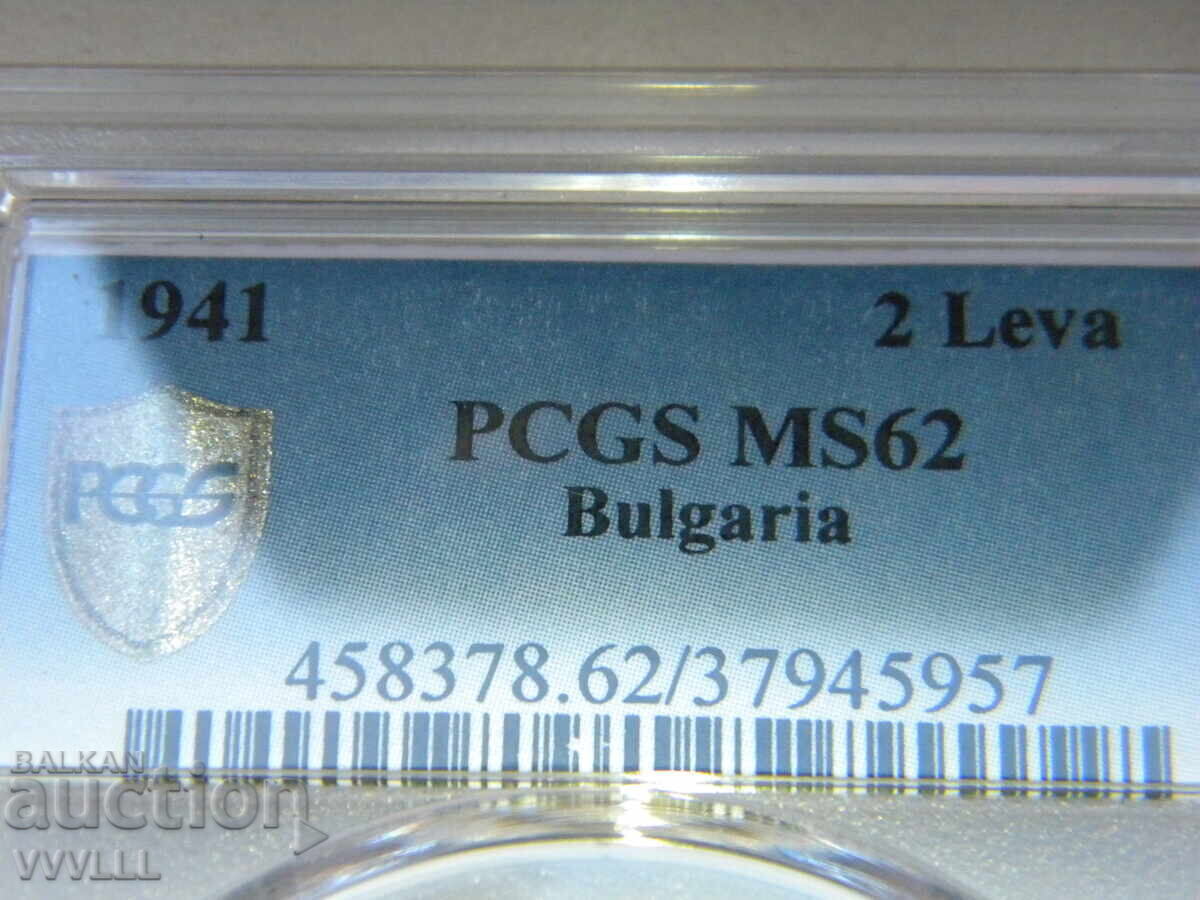 1941 2 Leva
PCGS MS62
Bulgaria
PCGS
458378.62/37945957
BALKAN
auction
VVVLLL